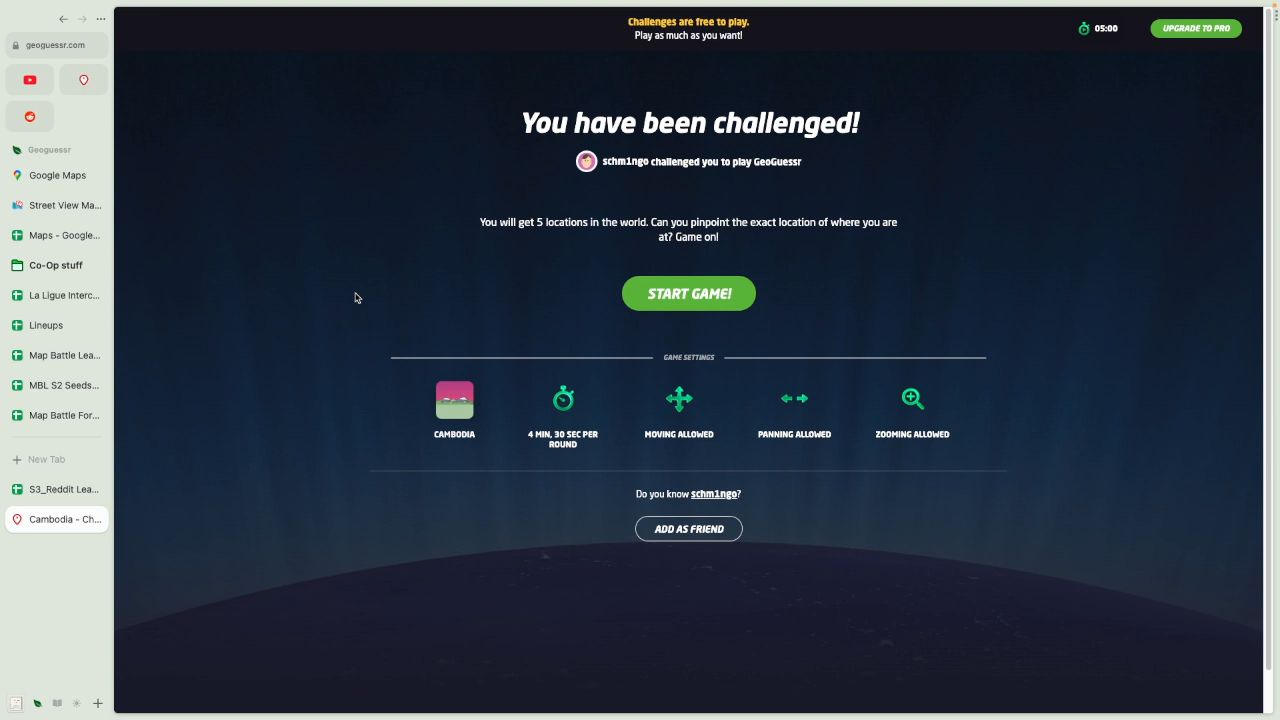 geoguessr.com
Geoguessr
Google Maps
Street View Ma...
Maps - Google...
Co-Op stuff
La Ligue Interc...
Lineups
Map Battle Lea...
MBL S2 Seeds...
Map Battle For...
New Tab
S3_Reddit Lea...
Cambodia - Ch...
Challenges are free to play.
Play as much as you want!
05:00
UPGRADE TO PRO
You have been challenged!
schm1ngo challenged you to play GeoGuessr
You will get 5 locations in the world. Can you pinpoint the exact location of where you are
at? Game on!
START GAME!
GAME SETTINGS
CAMBODIA
4 MIN, 30 SEC PER
ROUND
MOVING ALLOWED
PANNING ALLOWED
ZOOMING ALLOWED
Do you know schm1ngo?
ADD AS FRIEND